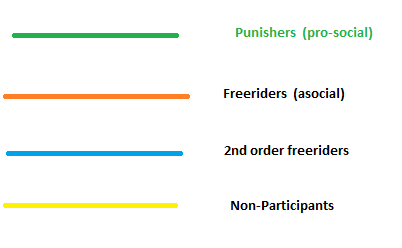 Punishers (pro-social)
Freeriders (asocial)
2nd order freeriders
Non-Participants